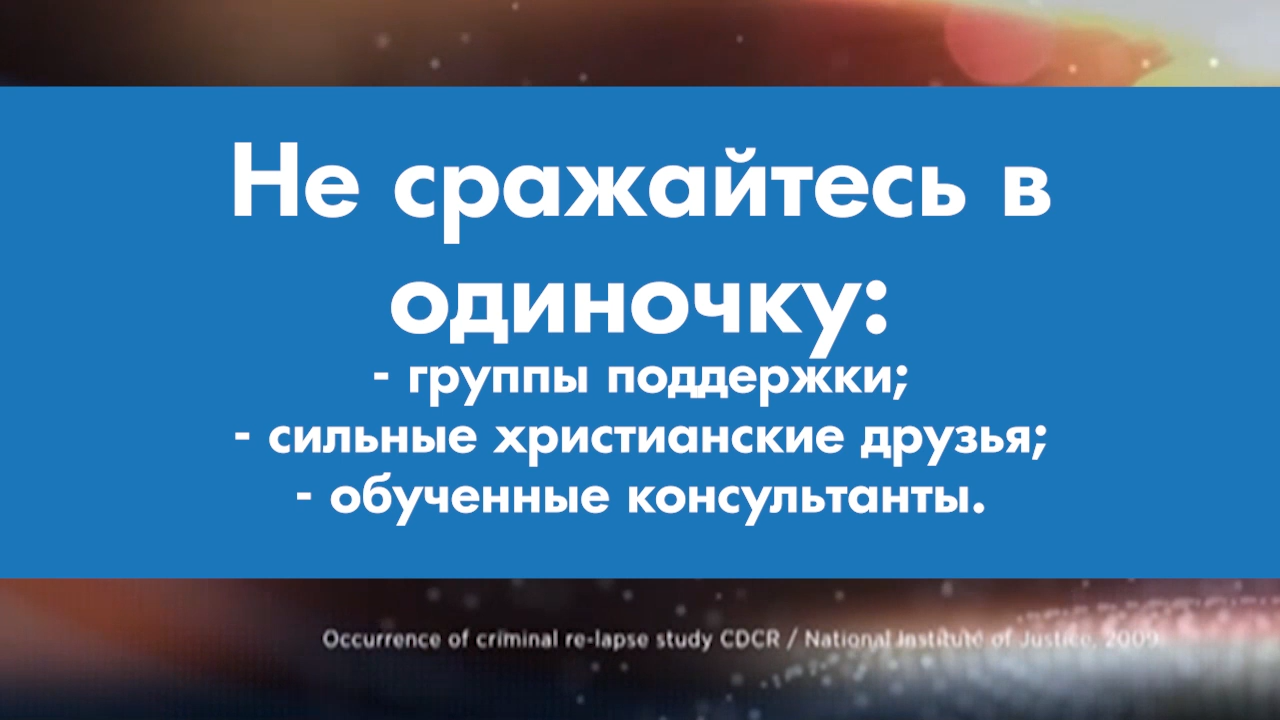 Не сражайтесь в
одиночку:
- группы поддержки;
- сильные христианские друзья;
- обученные консультанты.
Occurrence of criminal re-lapse study CDCR / National Institute of Justice, 2009